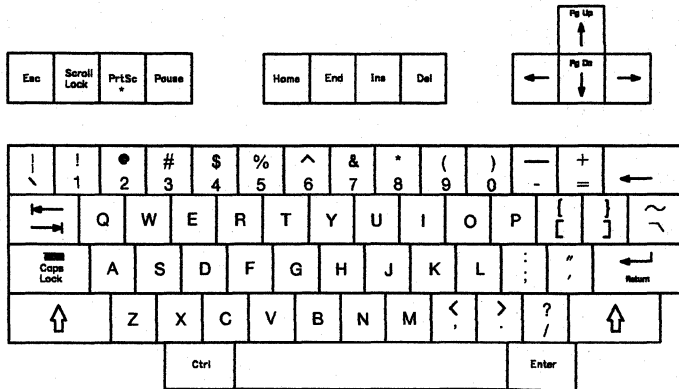 Pg Up
↑
Esc Scroll Lock PrtSc * Pause Home End Ins Del ← Pg Dn ↓ →
| ! @ # $ % ^ & * ( ) — +
\ 1 2 3 4 5 6 7 8 9 0 - = ←
Q W E R T Y U I O P { [ } ] ~ ¬
Caps Lock A S D F G H J K L : ; " ' Return
Z X C V B N M < , > . ? /
Ctrl Enter